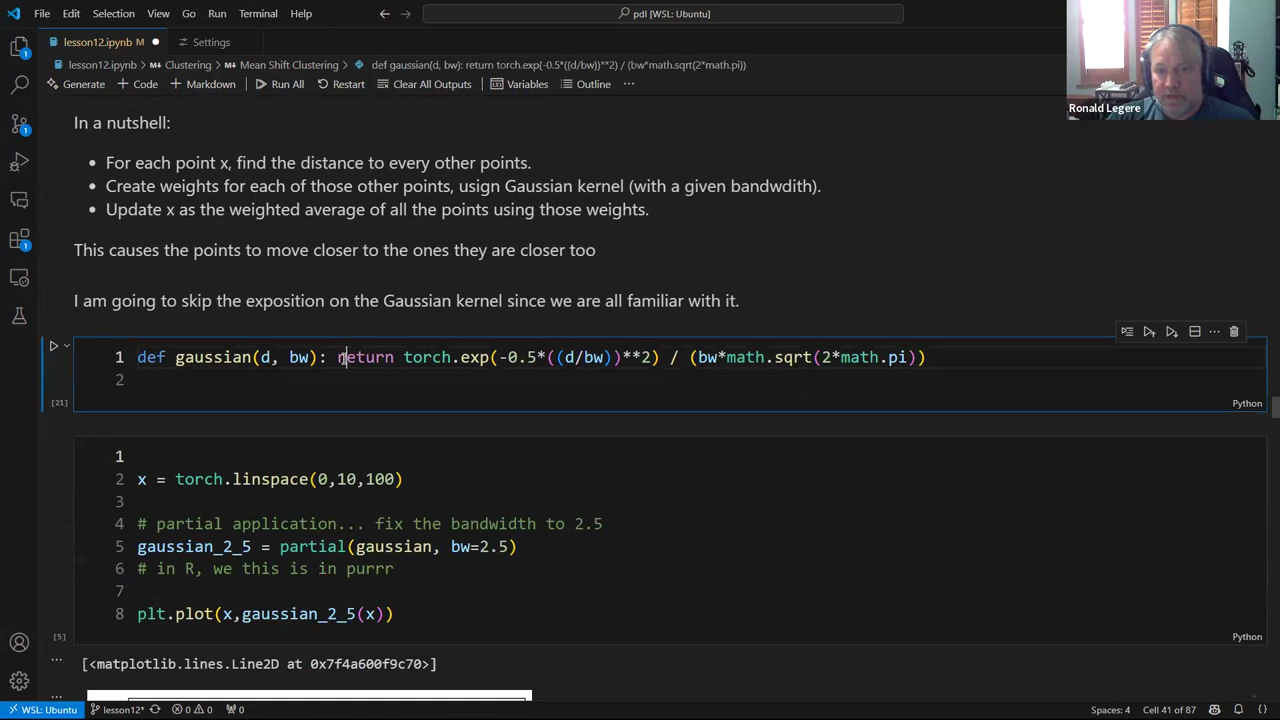 File Edit Selection View Go Run Terminal Help
pdl [WSL: Ubuntu]
lesson12.ipynb M Settings
lesson12.ipynb > Clustering > Mean Shift Clustering > def gaussian(d, bw): return torch.exp(-0.5*((d/bw))**2) / (bw*math.sqrt(2*math.pi))
Generate + Code + Markdown Run All Restart Clear All Outputs Variables Outline ...
Ronald Legere
In a nutshell:
• For each point x, find the distance to every other points.
• Create weights for each of those other points, usign Gaussian kernel (with a given bandwdith).
• Update x as the weighted average of all the points using those weights.
This causes the points to move closer to the ones they are closer too
I am going to skip the exposition on the Gaussian kernel since we are all familiar with it.
1 def gaussian(d, bw): return torch.exp(-0.5*((d/bw))**2) / (bw*math.sqrt(2*math.pi))
2
[21] Python
1
2 x = torch.linspace(0,10,100)
3
4 # partial application... fix the bandwidth to 2.5
5 gaussian_2_5 = partial(gaussian, bw=2.5)
6 # in R, we this is in purrr
7
8 plt.plot(x,gaussian_2_5(x))
[5] Python
... [<matplotlib.lines.Line2D at 0x7f4a600f9c70>]
...
1
1
WSL: Ubuntu lesson12* 0 0 0 Spaces: 4 Cell 41 of 87